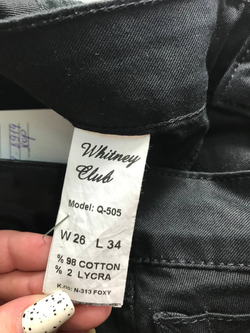 Whitney
Club
Model: Q-505
W 26 L 34
% 98 COTTON
% 2 LYCRA
N-313 FOXY